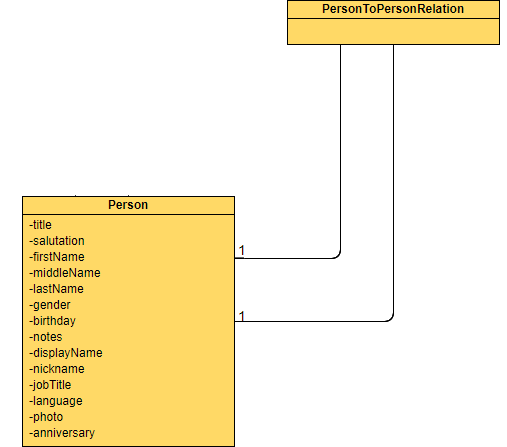 PersonToPersonRelation
Person
-title
-salutation
-firstName
1
-middleName
-lastName
-gender
-birthday
1
-notes
-displayName
-nickname
-jobTitle
-language
-photo
-anniversary